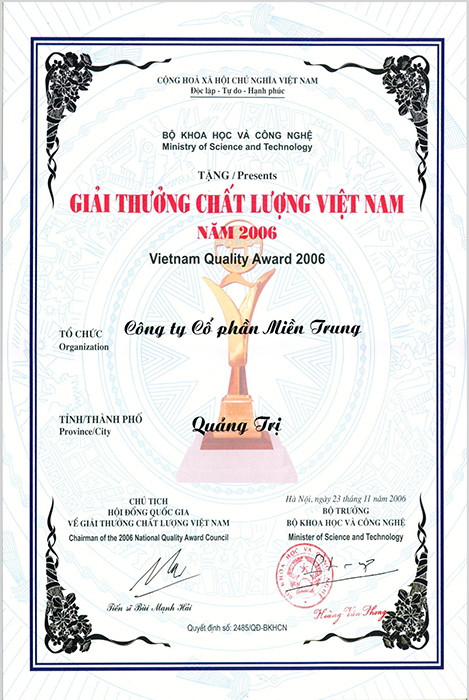 CỘNG HOÀ XÃ HỘI CHỦ NGHĨA VIỆT NAM
Độc lập - Tự do - Hạnh phúc
BỘ KHOA HỌC VÀ CÔNG NGHỆ
Ministry of Science and Technology
TẶNG / Presents
GIẢI THƯỞNG CHẤT LƯỢNG VIỆT NAM
NĂM 2006
Vietnam Quality Award 2006
TỔ CHỨC Công ty Cổ phần Miền Trung
Organization
TỈNH/THÀNH PHỐ Quảng Trị
Province/City
CHỦ TỊCH
HỘI ĐỒNG QUỐC GIA
VỀ GIẢI THƯỞNG CHẤT LƯỢNG VIỆT NAM
Chairman of the 2006 National Quality Award Council
Tiến sĩ Bùi Mạnh Hải
Hà Nội, ngày 23 tháng 11 năm 2006
BỘ TRƯỞNG
BỘ KHOA HỌC VÀ CÔNG NGHỆ
Minister of Science and Technology
Hoàng Văn Phong
Quyết định số: 2485/QĐ-BKHCN